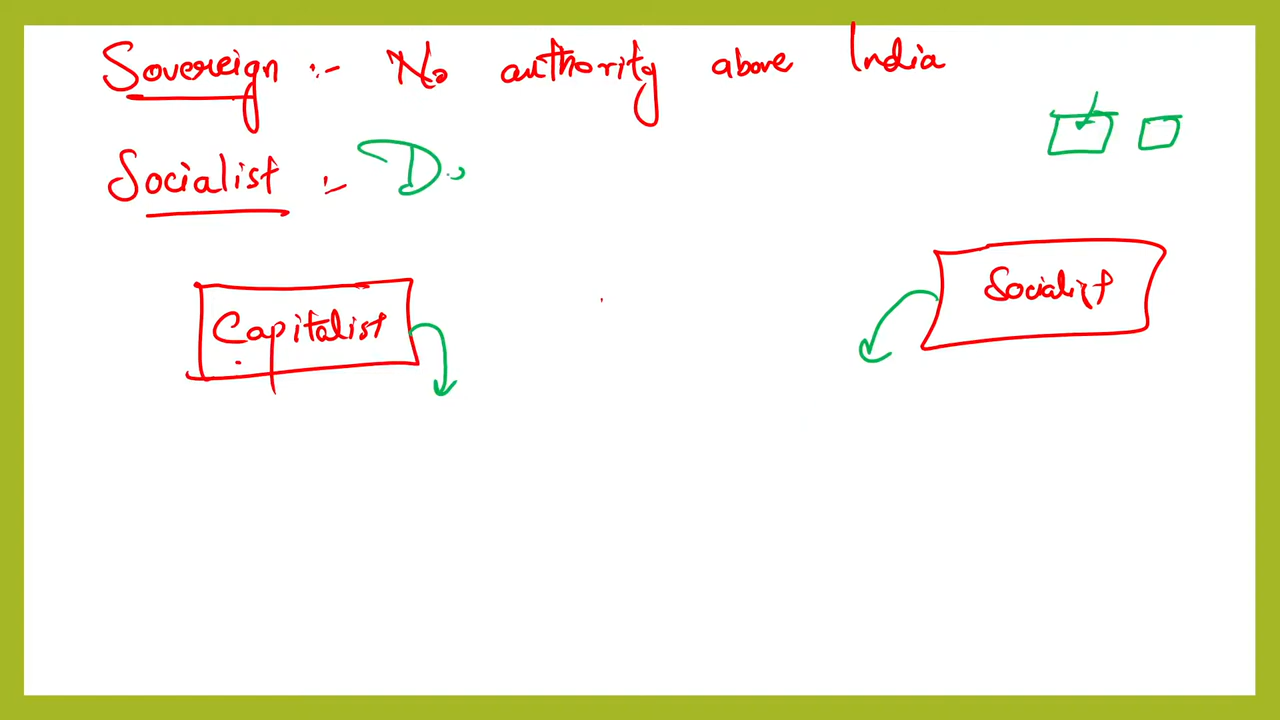 Sovereign :- No authority above India
Socialist :- D.
Capitalist
Socialist